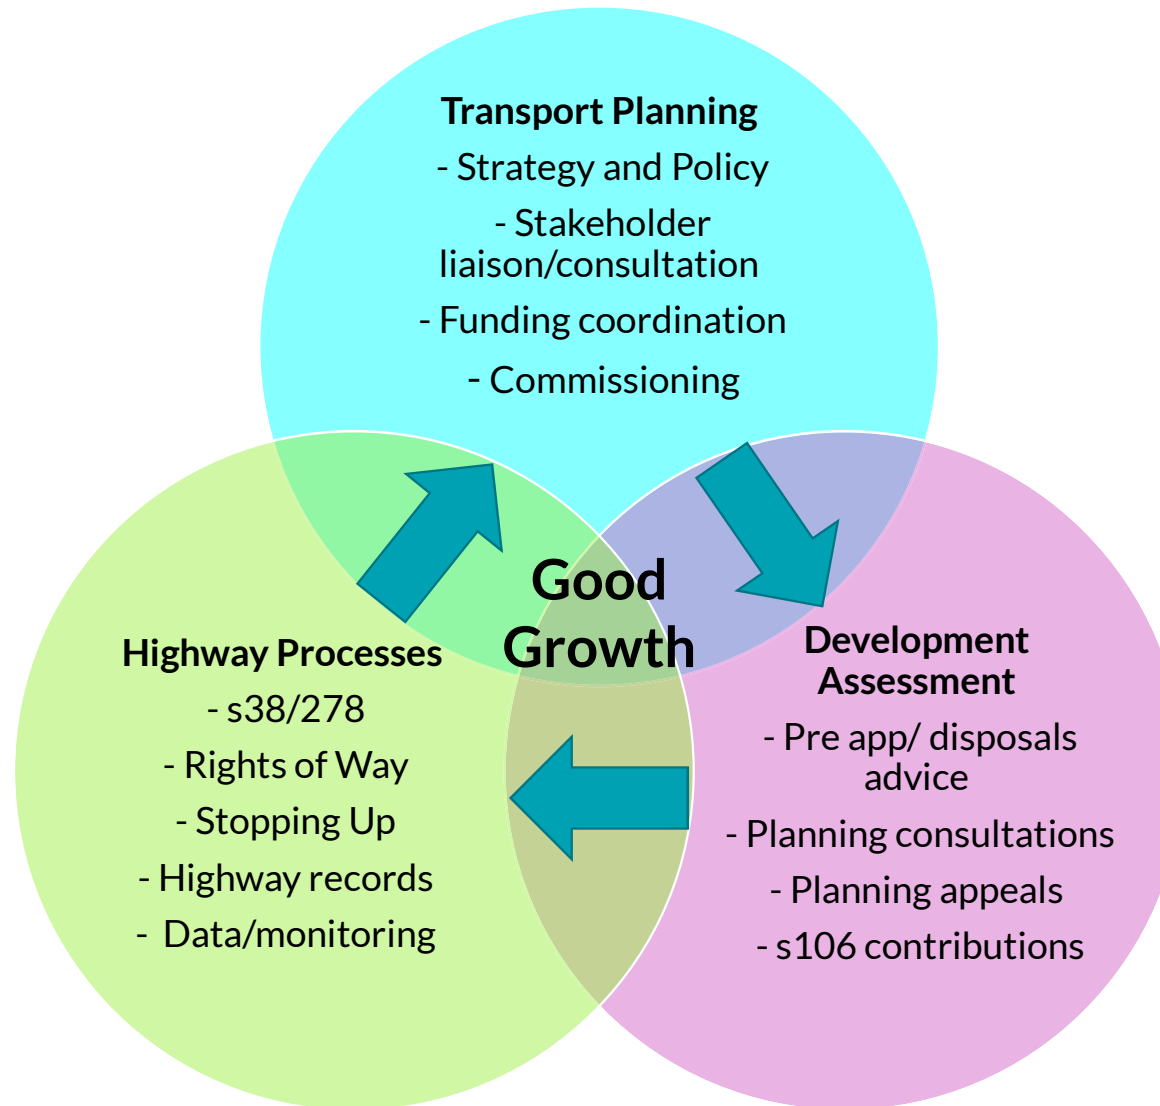 Transport Planning
- Strategy and Policy
- Stakeholder
liaison/consultation
- Funding coordination
- Commissioning
Good
Growth
Highway Processes
- s38/278
- Rights of Way
- Stopping Up
- Highway records
- Data/monitoring
Development
Assessment
- Pre app/ disposals
advice
- Planning consultations
- Planning appeals
- s106 contributions